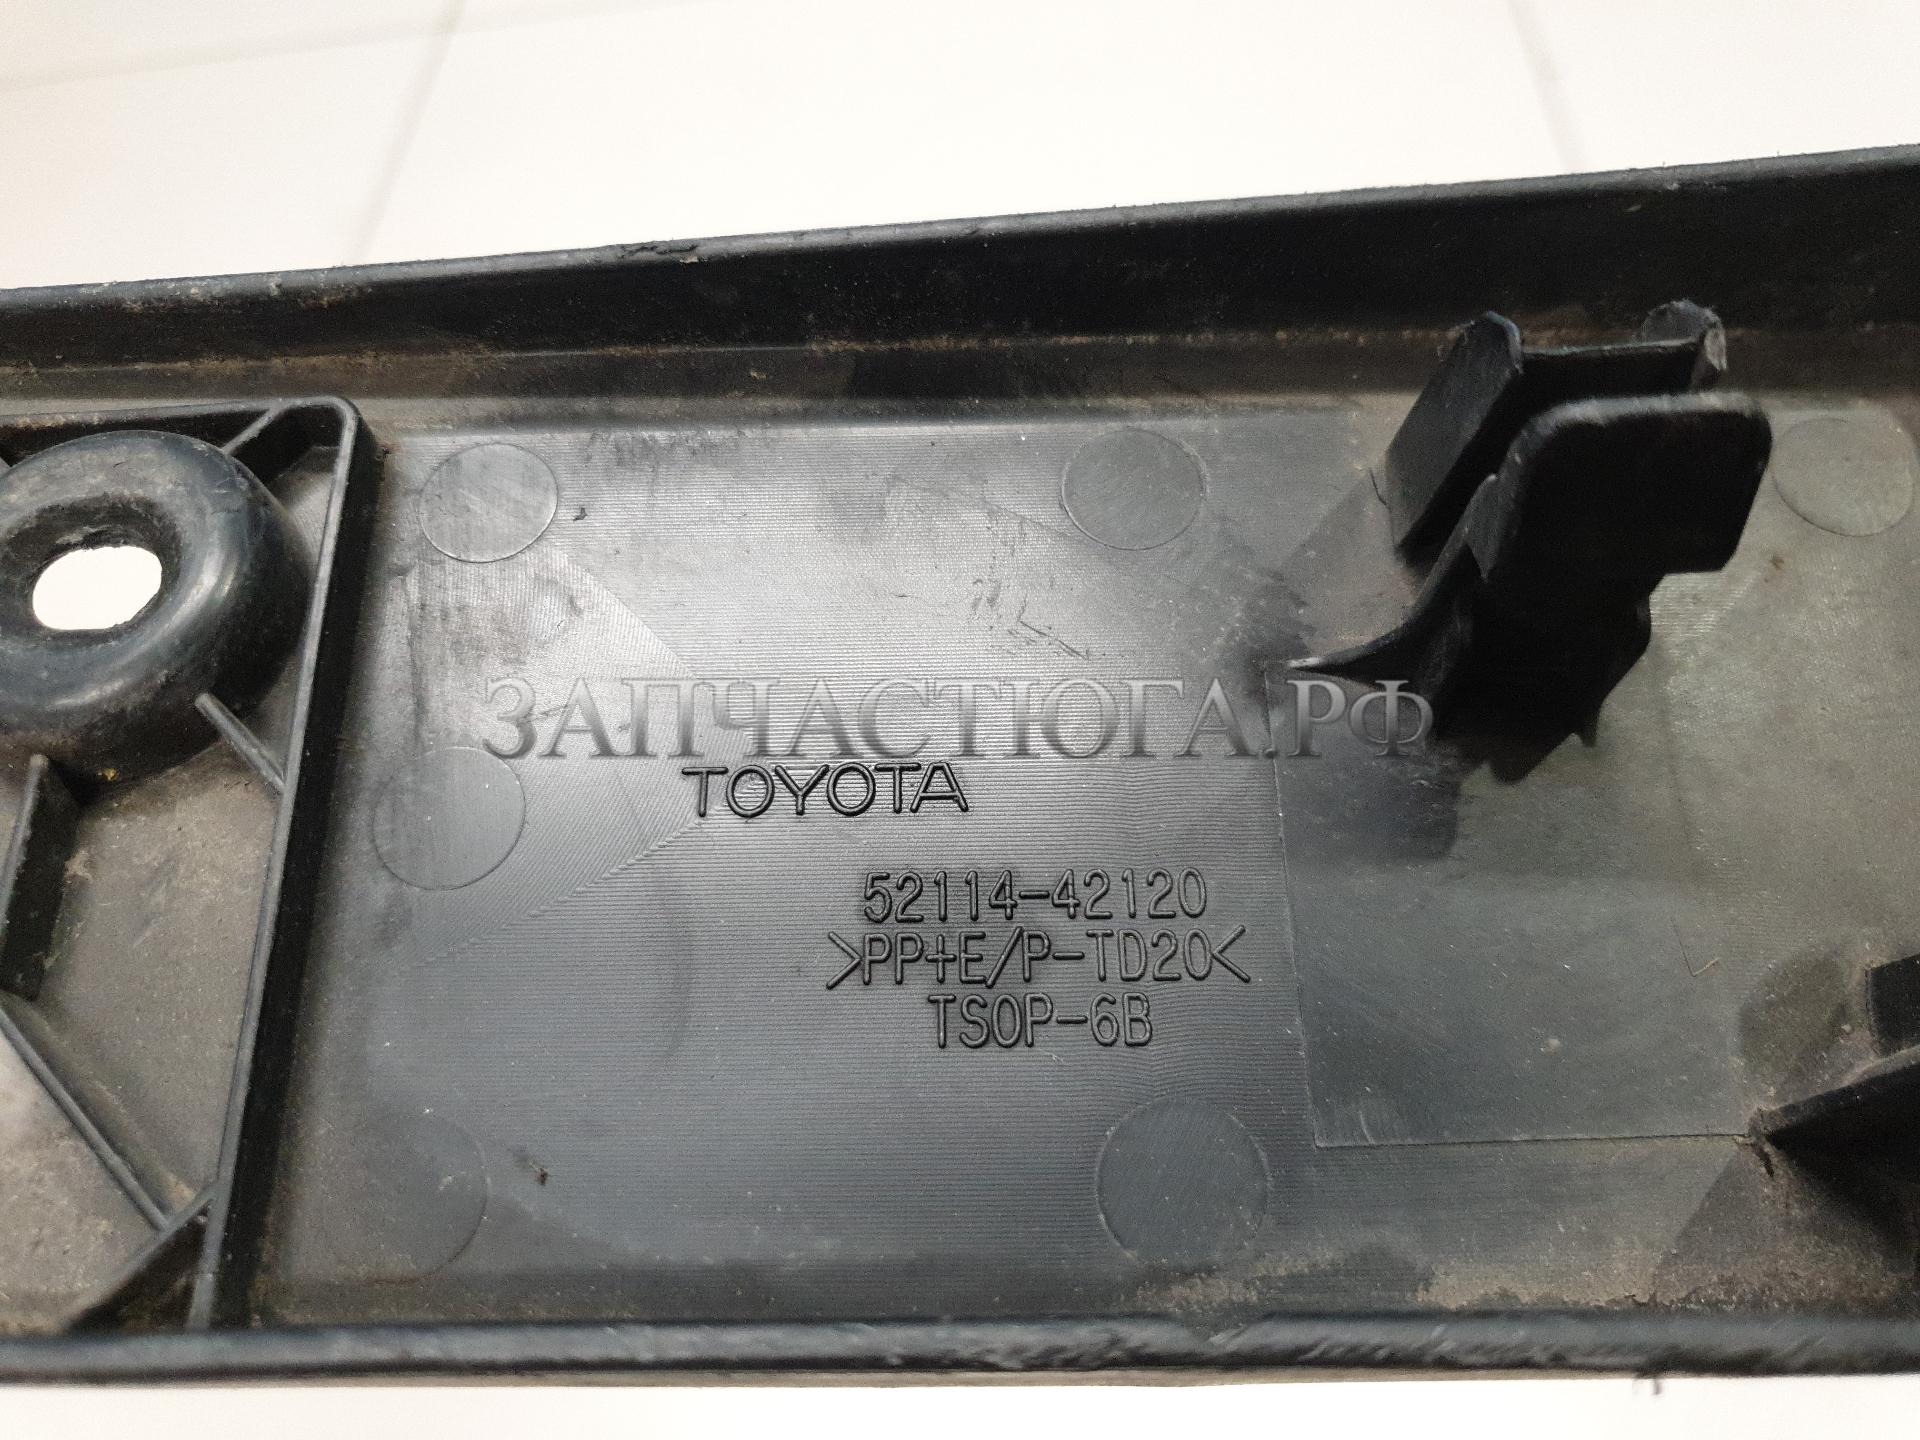 ЗАПЧАСТЮГА.РФ
TOYOTA
52114-42120
>PP+E/P-TD20<
TSOP-6B